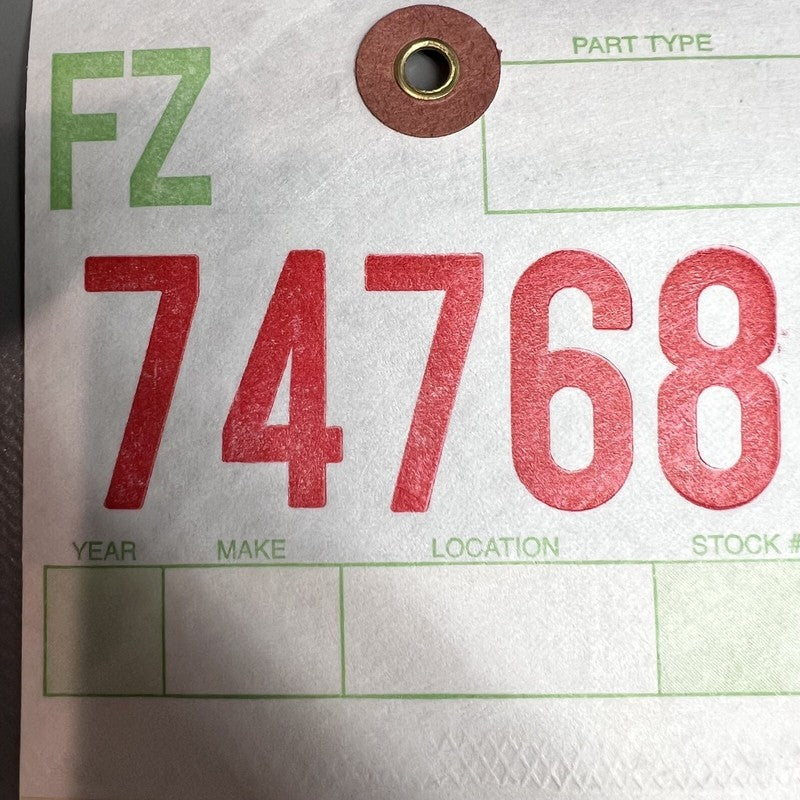 FZ
PART TYPE
74768
YEAR MAKE LOCATION STOCK #